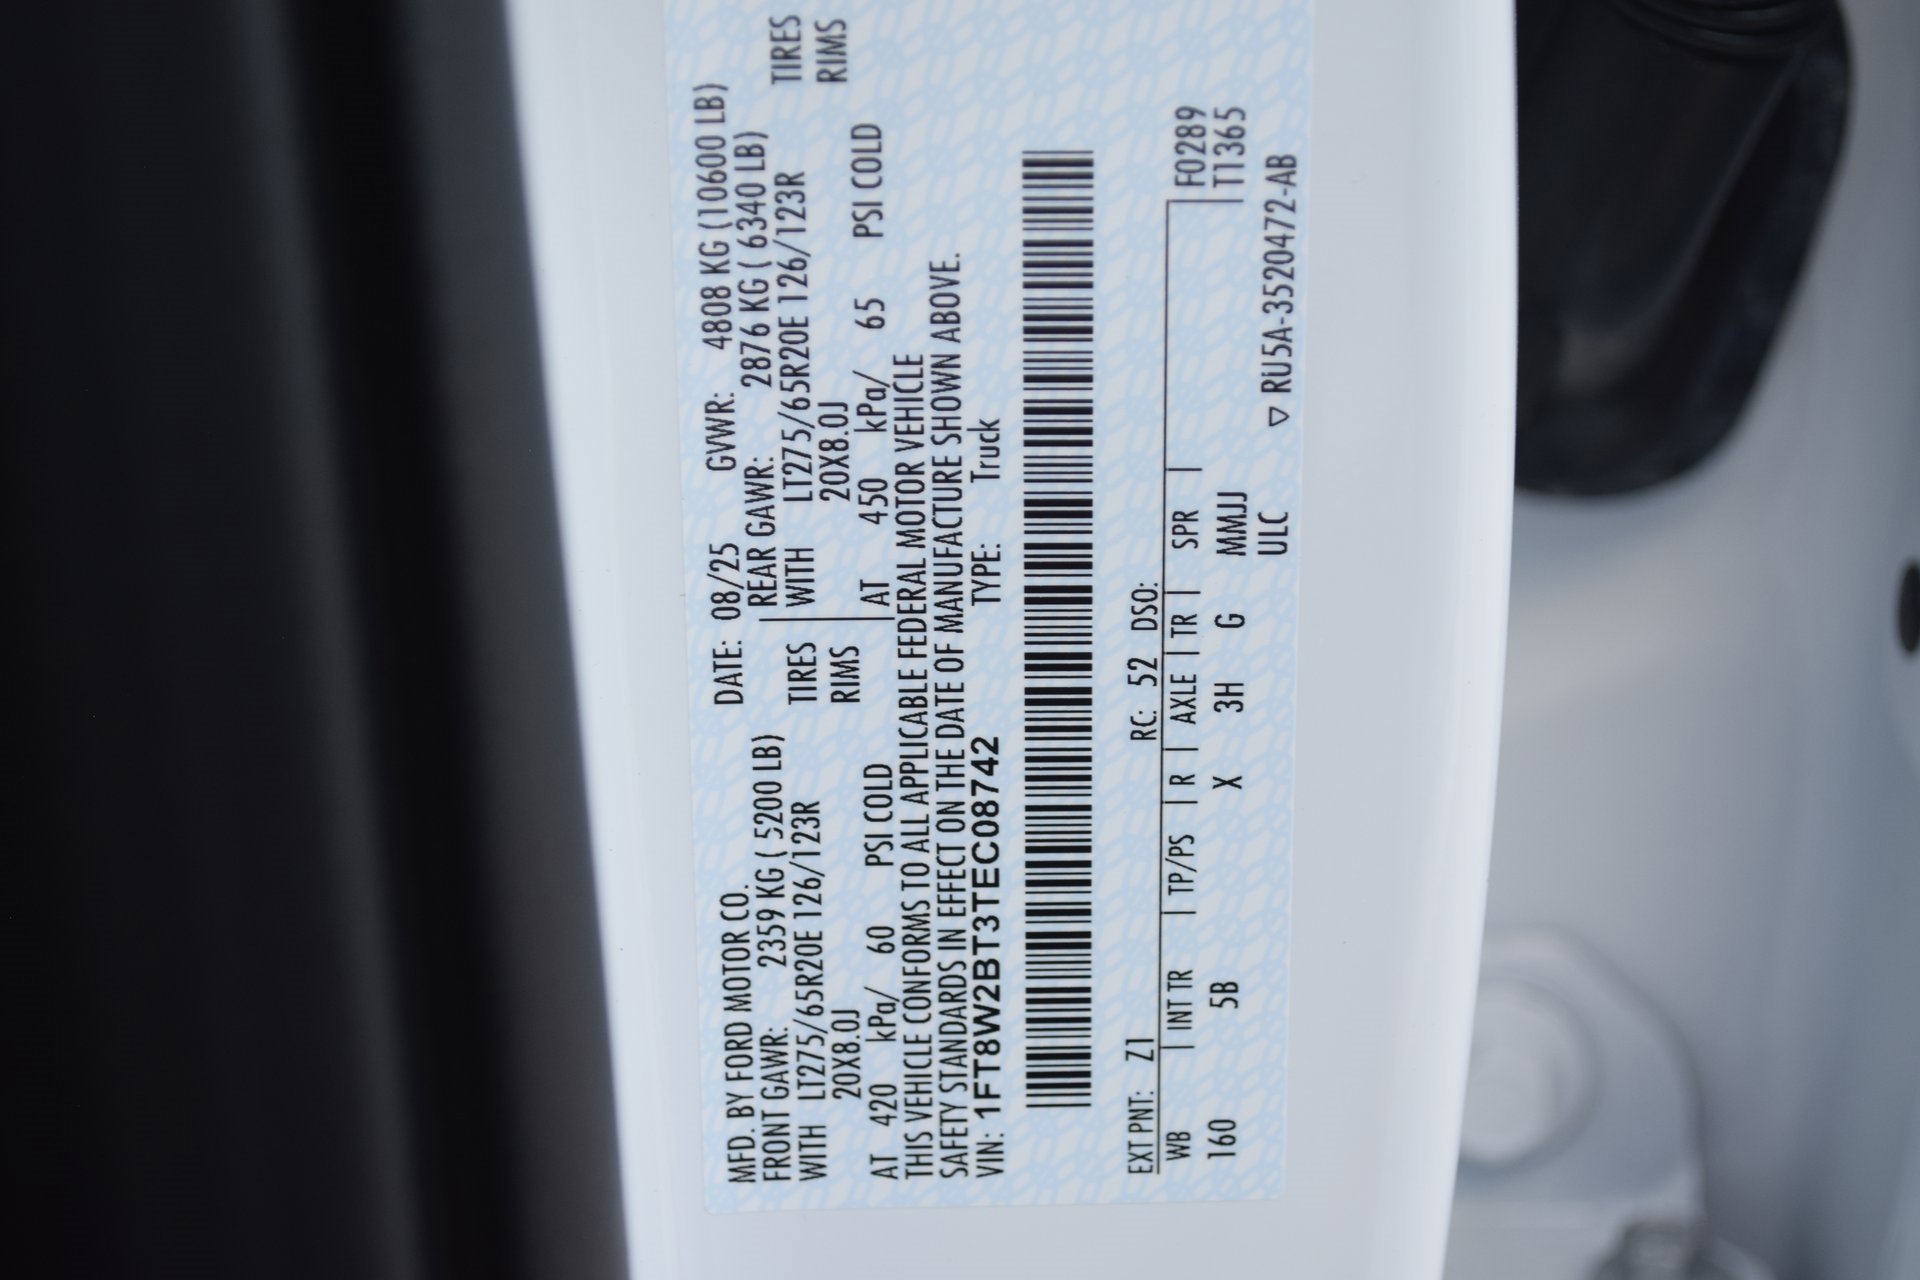 MFD. BY FORD MOTOR CO. DATE: 08/25 GVWR: 4808 KG (10600 LB)
FRONT GAWR: 2359 KG ( 5200 LB) REAR GAWR: 2876 KG ( 6340 LB)
WITH LT275/65R20E 126/123R TIRES WITH LT275/65R20E 126/123R TIRES
20X8.0J RIMS 20X8.0J RIMS
AT 420 kPa/ 60 PSI COLD AT 450 kPa/ 65 PSI COLD
THIS VEHICLE CONFORMS TO ALL APPLICABLE FEDERAL MOTOR VEHICLE
SAFETY STANDARDS IN EFFECT ON THE DATE OF MANUFACTURE SHOWN ABOVE.
VIN: 1FT8W2BT3TEC08742 TYPE: Truck
EXT PNT: Z1 RC: 52 DSO: F0289
WB INT TR TP/PS R AXLE TR SPR T1365
160 5B X 3H G MMJJ
ULC ▽ RU5A-3520472-AB